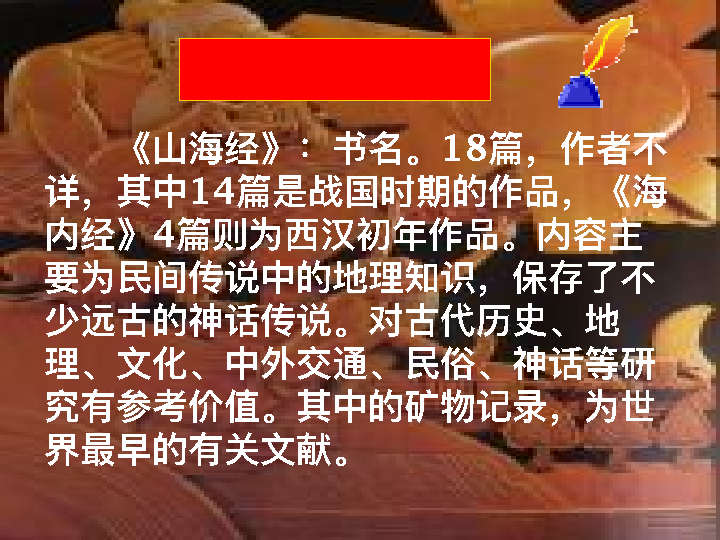 《山海经》：书名。18篇，作者不
详，其中14篇是战国时期的作品，《海
内经》4篇则为西汉初年作品。内容主
要为民间传说中的地理知识，保存了不
少远古的神话传说。对古代历史、地
理、文化、中外交通、民俗、神话等研
究有参考价值。其中的矿物记录，为世
界最早的有关文献。